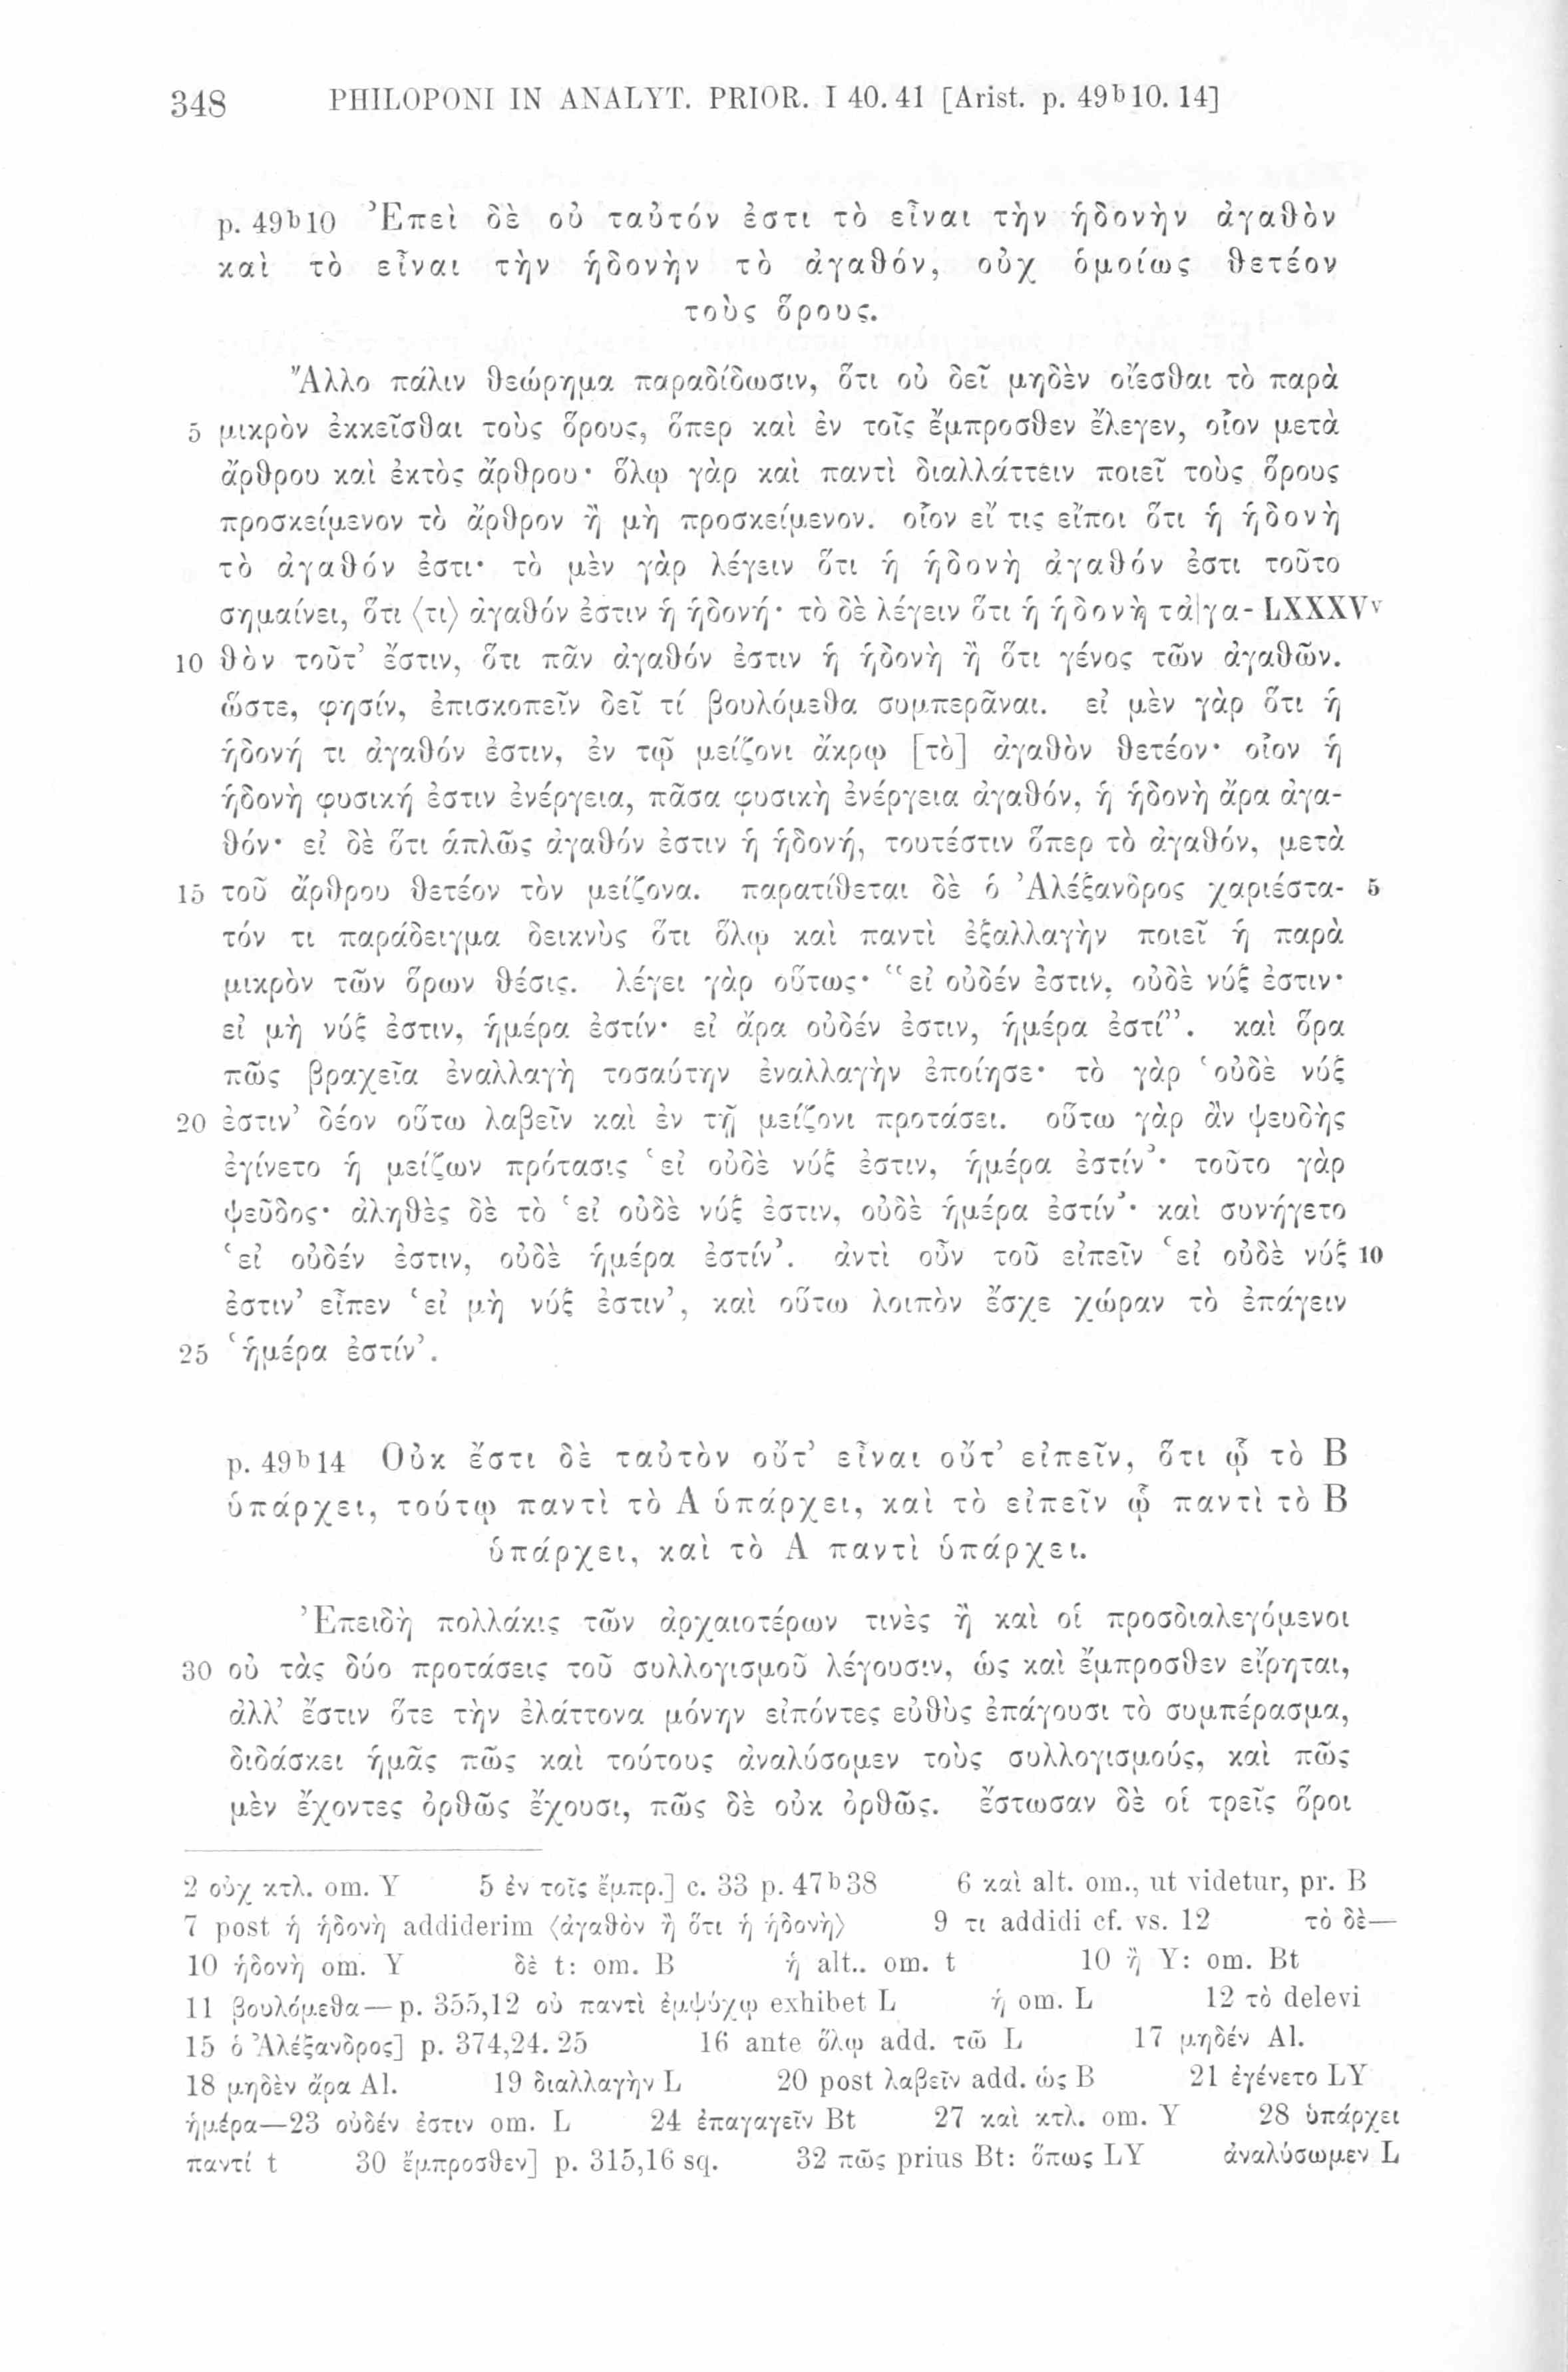 348 PHILOPONI IN ANALYT. PRIOR. I 40. 41 [Arist. p. 49b10. 14]
p. 49b10 Ἐπεὶ δὲ οὐ ταὐτόν ἐστι τὸ εἶναι τὴν ἡδονὴν ἀγαθὸν
καὶ τὸ εἶναι τὴν ἡδονὴν τὸ ἀγαθόν, οὐχ ὁμοίως θετέον
τοὺς ὅρους.
Ἄλλο πάλιν θεώρημα παραδίδωσιν, ὅτι οὐ δεῖ μηδὲν οἴεσθαι τὸ παρὰ
5 μικρὸν ἐκκεῖσθαι τοὺς ὅρους, ὅπερ καὶ ἐν τοῖς ἔμπροσθεν ἔλεγεν, οἷον μετὰ
ἄρθρου καὶ ἐκτὸς ἄρθρου· ὅλῳ γὰρ καὶ παντὶ διαλλάττειν ποιεῖ τοὺς ὅρους
προσκείμενον τὸ ἄρθρον ἢ μὴ προσκείμενον. οἷον εἴ τις εἴποι ὅτι ἡ ἡδονὴ
τὸ ἀγαθόν ἐστι· τὸ μὲν γὰρ λέγειν ὅτι ἡ ἡδονὴ ἀγαθόν ἐστι τοῦτο
σημαίνει, ὅτι ⟨τι⟩ ἀγαθόν ἐστιν ἡ ἡδονή· τὸ δὲ λέγειν ὅτι ἡ ἡδονὴ τἀ|γα- LXXXVv
10 θὸν τοῦτ’ ἔστιν, ὅτι πᾶν ἀγαθόν ἐστιν ἡ ἡδονὴ ἢ ὅτι γένος τῶν ἀγαθῶν.
ὥστε, φησίν, ἐπισκοπεῖν δεῖ τί βουλόμεθα συμπερᾶναι. εἰ μὲν γὰρ ὅτι ἡ
ἡδονή τι ἀγαθόν ἐστιν, ἐν τῷ μείζονι ἄκρῳ [τὸ] ἀγαθὸν θετέον· οἷον ἡ
ἡδονὴ φυσική ἐστιν ἐνέργεια, πᾶσα φυσικὴ ἐνέργεια ἀγαθόν, ἡ ἡδονὴ ἄρα ἀγα-
θόν· εἰ δὲ ὅτι ἁπλῶς ἀγαθόν ἐστιν ἡ ἡδονή, τουτέστιν ὅπερ τὸ ἀγαθόν, μετὰ
15 τοῦ ἄρθρου θετέον τὸν μείζονα. παρατίθεται δὲ ὁ Ἀλέξανδρος χαριέστα- 5
τόν τι παράδειγμα δεικνὺς ὅτι ὅλῳ καὶ παντὶ ἐξαλλαγὴν ποιεῖ ἡ παρὰ
μικρὸν τῶν ὅρων θέσις. λέγει γὰρ οὕτως· “εἰ οὐδέν ἐστιν, οὐδὲ νύξ ἐστιν·
εἰ μὴ νύξ ἐστιν, ἡμέρα ἐστίν· εἰ ἄρα οὐδέν ἐστιν, ἡμέρα ἐστί”. καὶ ὅρα
πῶς βραχεῖα ἐναλλαγὴ τοσαύτην ἐναλλαγὴν ἐποίησε· τὸ γὰρ ‘οὐδὲ νύξ
20 ἐστιν’ δέον οὕτω λαβεῖν καὶ ἐν τῇ μείζονι προτάσει. οὕτω γὰρ ἂν ψευδὴς
ἐγίνετο ἡ μείζων πρότασις ‘εἰ οὐδὲ νύξ ἐστιν, ἡμέρα ἐστίν’· τοῦτο γὰρ
ψεῦδος· ἀληθὲς δὲ τὸ ‘εἰ οὐδὲ νύξ ἐστιν, οὐδὲ ἡμέρα ἐστίν’· καὶ συνήγετο
‘εἰ οὐδέν ἐστιν, οὐδὲ ἡμέρα ἐστίν’. ἀντὶ οὖν τοῦ εἰπεῖν ‘εἰ οὐδὲ νύξ 10
ἐστιν’ εἶπεν ‘εἰ μὴ νύξ ἐστιν’, καὶ οὕτω λοιπὸν ἔσχε χώραν τὸ ἐπάγειν
25 ‘ἡμέρα ἐστίν’.
p. 49b14 Οὐκ ἔστι δὲ ταὐτὸν οὔτ’ εἶναι οὔτ’ εἰπεῖν, ὅτι ᾧ τὸ Β
ὑπάρχει, τούτῳ παντὶ τὸ Α ὑπάρχει, καὶ τὸ εἰπεῖν ᾧ παντὶ τὸ Β
ὑπάρχει, καὶ τὸ Α παντὶ ὑπάρχει.
Ἐπειδὴ πολλάκις τῶν ἀρχαιοτέρων τινὲς ἢ καὶ οἱ προσδιαλεγόμενοι
30 οὐ τὰς δύο προτάσεις τοῦ συλλογισμοῦ λέγουσιν, ὡς καὶ ἔμπροσθεν εἴρηται,
ἀλλ’ ἔστιν ὅτε τὴν ἐλάττονα μόνην εἰπόντες εὐθὺς ἐπάγουσι τὸ συμπέρασμα,
διδάσκει ἡμᾶς πῶς καὶ τούτους ἀναλύσομεν τοὺς συλλογισμούς, καὶ πῶς
μὲν ἔχοντες ὀρθῶς ἔχουσι, πῶς δὲ οὐκ ὀρθῶς. ἔστωσαν δὲ οἱ τρεῖς ὅροι
2 οὐχ κτλ. om. Y 5 ἐν τοῖς ἔμπρ.] c. 33 p. 47b38 6 καὶ alt. om., ut videtur, pr. B
7 post ἡ ἡδονὴ addiderim ⟨ἀγαθὸν ἢ ὅτι ἡ ἡδονὴ⟩ 9 τι addidi cf. vs. 12 τὸ δὲ—
10 ἡδονὴ om. Y δὲ t: om. B ἡ alt.. om. t 10 ἢ Y: om. Bt
11 βουλόμεθα—p. 355,12 οὐ παντὶ ἐμψύχῳ exhibet L ἡ om. L 12 τὸ delevi
15 ὁ Ἀλέξανδρος] p. 374,24. 25 16 ante ὅλῳ add. τῶ L 17 μηδέν Al.
18 μηδὲν ἄρα Al. 19 διαλλαγὴν L 20 post λαβεῖν add. ὡς B 21 ἐγένετο LY
ἡμέρα—23 οὐδέν ἐστιν om. L 24 ἐπαγαγεῖν Bt 27 καὶ κτλ. om. Y 28 ὑπάρχει
παντί t 30 ἔμπροσθεν] p. 315,16 sq. 32 πῶς prius Bt: ὅπως LY ἀναλύσωμεν L